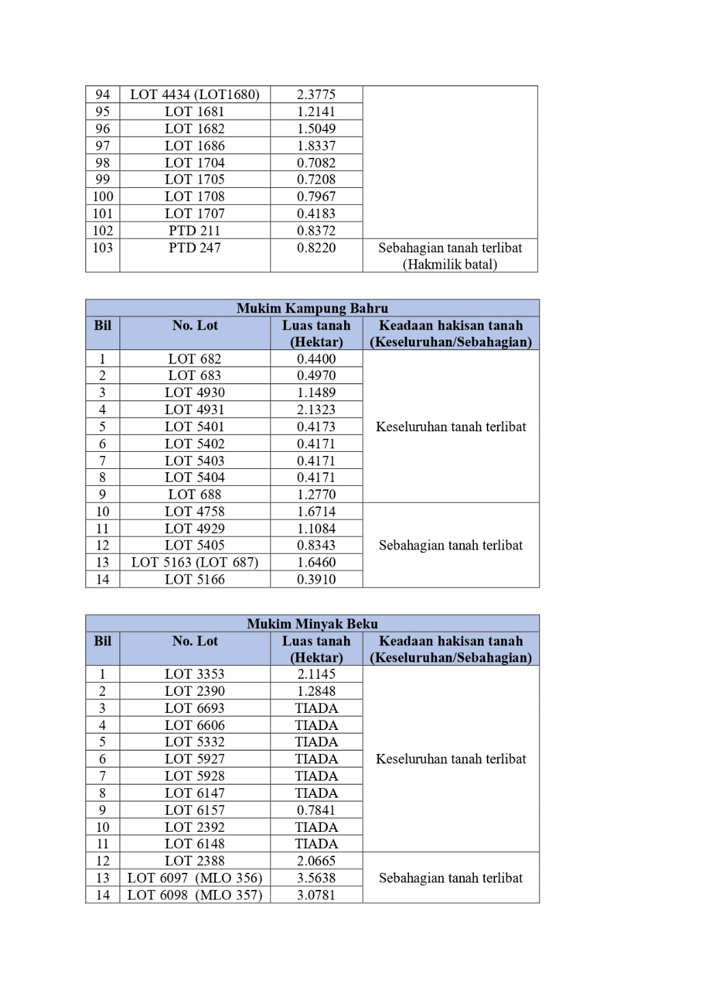 94 LOT 4434 (LOT1680) 2.3775
95 LOT 1681 1.2141
96 LOT 1682 1.5049
97 LOT 1686 1.8337
98 LOT 1704 0.7082
99 LOT 1705 0.7208
100 LOT 1708 0.7967
101 LOT 1707 0.4183
102 PTD 211 0.8372
103 PTD 247 0.8220 Sebahagian tanah terlibat
(Hakmilik batal)
Mukim Kampung Bahru
Bil No. Lot Luas tanah Keadaan hakisan tanah
(Hektar) (Keseluruhan/Sebahagian)
1 LOT 682 0.4400
2 LOT 683 0.4970
3 LOT 4930 1.1489
4 LOT 4931 2.1323
5 LOT 5401 0.4173 Keseluruhan tanah terlibat
6 LOT 5402 0.4171
7 LOT 5403 0.4171
8 LOT 5404 0.4171
9 LOT 688 1.2770
10 LOT 4758 1.6714
11 LOT 4929 1.1084
12 LOT 5405 0.8343 Sebahagian tanah terlibat
13 LOT 5163 (LOT 687) 1.6460
14 LOT 5166 0.3910
Mukim Minyak Beku
Bil No. Lot Luas tanah Keadaan hakisan tanah
(Hektar) (Keseluruhan/Sebahagian)
1 LOT 3353 2.1145
2 LOT 2390 1.2848
3 LOT 6693 TIADA
4 LOT 6606 TIADA
5 LOT 5332 TIADA
6 LOT 5927 TIADA Keseluruhan tanah terlibat
7 LOT 5928 TIADA
8 LOT 6147 TIADA
9 LOT 6157 0.7841
10 LOT 2392 TIADA
11 LOT 6148 TIADA
12 LOT 2388 2.0665
13 LOT 6097 (MLO 356) 3.5638 Sebahagian tanah terlibat
14 LOT 6098 (MLO 357) 3.0781